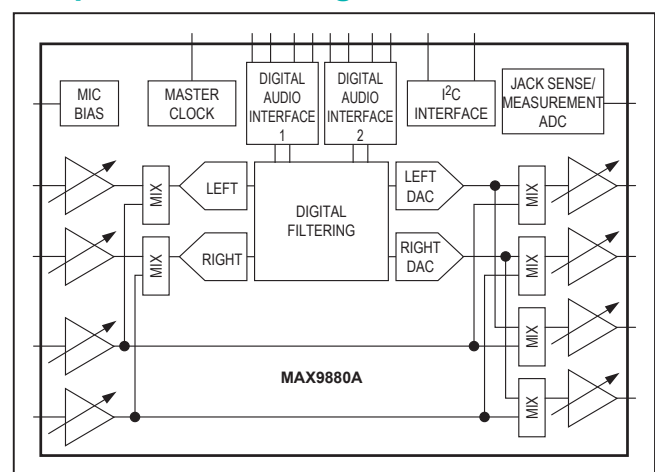 MIC
BIAS
MASTER
CLOCK
DIGITAL
AUDIO
INTERFACE
1
DIGITAL
AUDIO
INTERFACE
2
I2C
INTERFACE
JACK SENSE/
MEASUREMENT
ADC
MIX
LEFT
DIGITAL
FILTERING
LEFT
DAC
MIX
MIX
RIGHT
RIGHT
DAC
MIX
MIX
MAX9880A
MIX